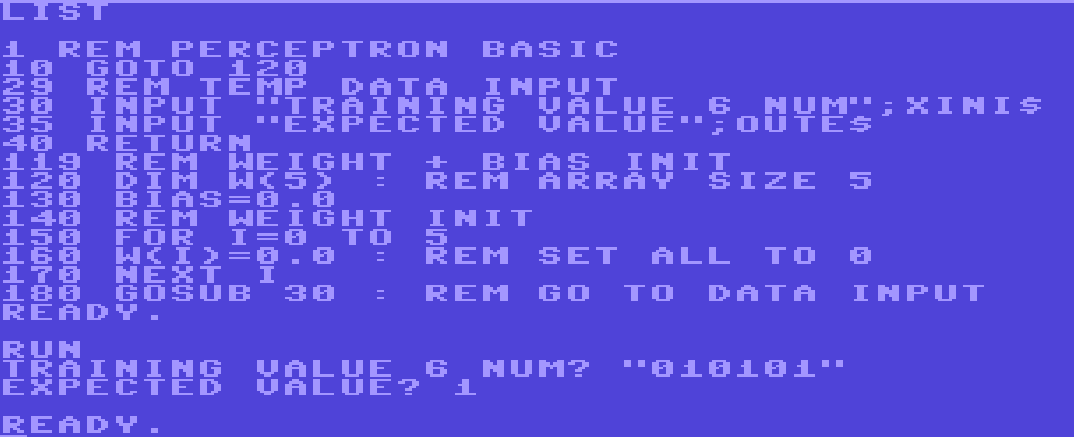 LIST
1 REM PERCEPTRON BASIC
10 GOTO 120
29 REM TEMP DATA INPUT
30 INPUT "TRAINING VALUE 6 NUM";XINI$
35 INPUT "EXPECTED VALUE";OUTE$
40 RETURN
119 REM WEIGHT + BIAS INIT
120 DIM W(5) : REM ARRAY SIZE 5
130 BIAS=0.0
140 REM WEIGHT INIT
150 FOR I=0 TO 5
160 W(I)=0.0 : REM SET ALL TO 0
170 NEXT I
180 GOSUB 30 : REM GO TO DATA INPUT
READY.
RUN
TRAINING VALUE 6 NUM? "010101"
EXPECTED VALUE? 1
READY.